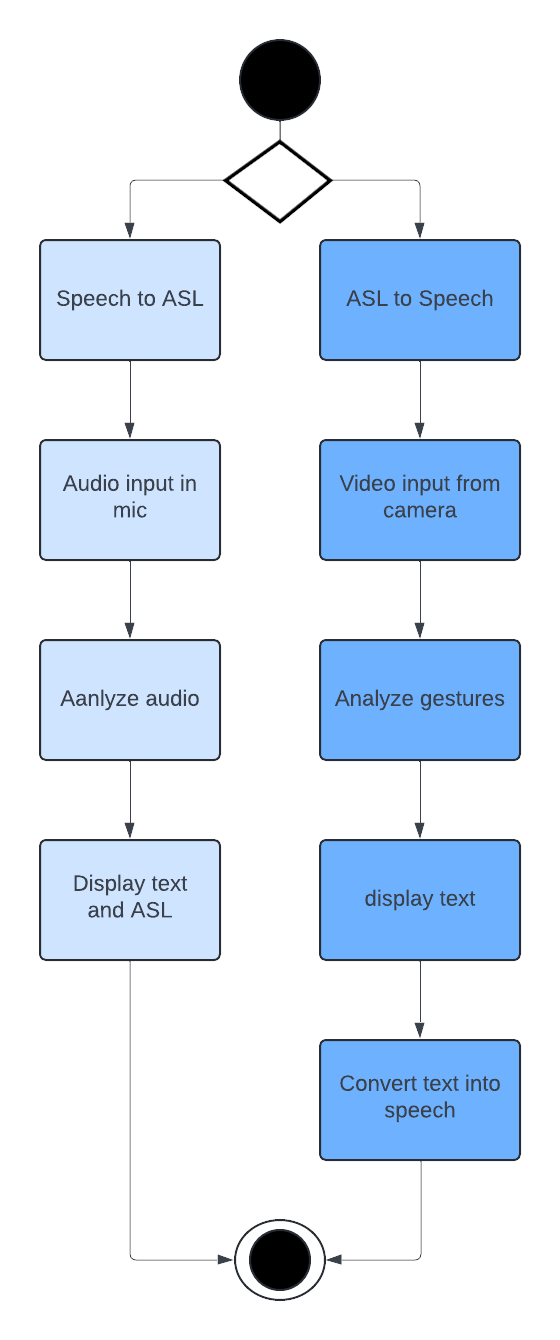 Speech to ASL
ASL to Speech
Audio input in
mic
Video input from
camera
Aanlyze audio
Analyze gestures
Display text
and ASL
display text
Convert text into
speech